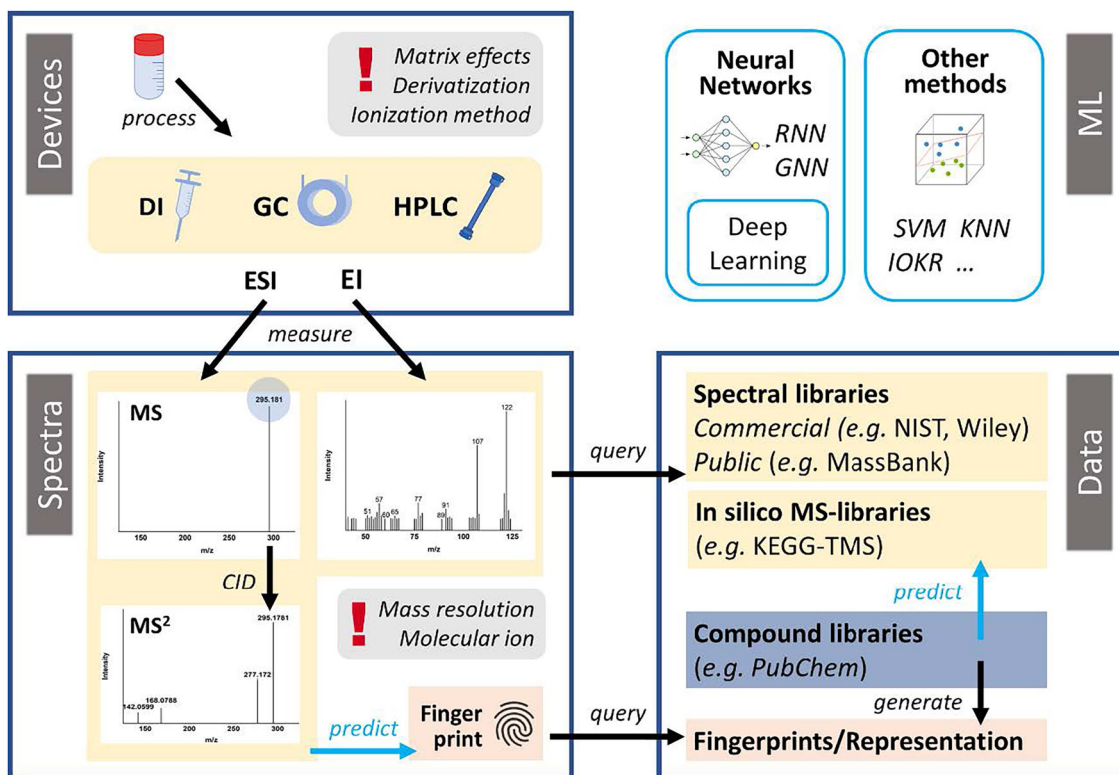 Devices
process
Matrix effects
Derivatization
Ionization method
DI
GC
HPLC
ESI
EI
measure
Neural
Networks
RNN
GNN
Deep
Learning
Other
methods
SVM KNN
IOKR ...
ML
Spectra
MS
295.181
Intensity
150
200
250
300
m/z
122
107
57
77
91
51
60
65
89
Intensity
50
75
100
125
m/z
CID
MS²
295.1781
277.172
168.0788
142.0599
Intensity
150
200
250
300
m/z
Mass resolution
Molecular ion
predict
Finger
print
query
query
Spectral libraries
Commercial (e.g. NIST, Wiley)
Public (e.g. MassBank)
In silico MS-libraries
(e.g. KEGG-TMS)
predict
Compound libraries
(e.g. PubChem)
generate
Fingerprints/Representation
Data